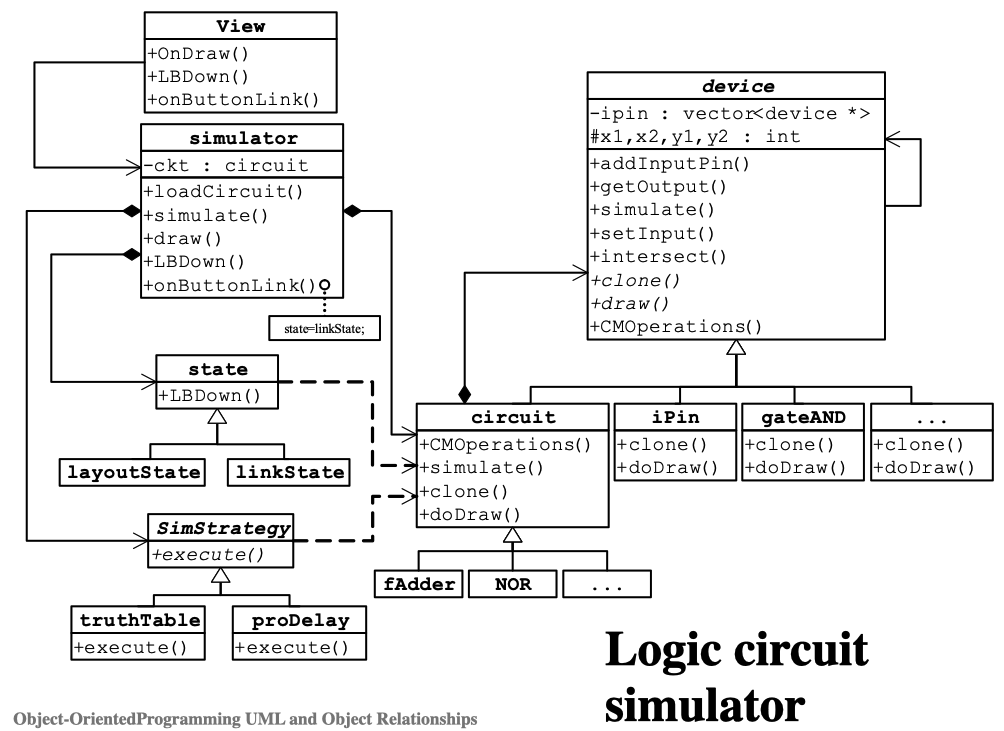 View
+OnDraw()
+LBDown()
+onButtonLink()
simulator
-ckt : circuit
+loadCircuit()
+simulate()
+draw()
+LBDown()
+onButtonLink()
state=linkState;
device
-ipin : vector<device *>
#x1,x2,y1,y2 : int
+addInputPin()
+getOutput()
+simulate()
+setInput()
+intersect()
+clone()
+draw()
+CMOperations()
state
+LBDown()
layoutState
linkState
SimStrategy
+execute()
truthTable
+execute()
proDelay
+execute()
circuit
+CMOperations()
+simulate()
+clone()
+doDraw()
iPin
+clone()
+doDraw()
gateAND
+clone()
+doDraw()
...
+clone()
+doDraw()
fAdder
NOR
...
Logic circuit
simulator
Object-OrientedProgramming UML and Object Relationships